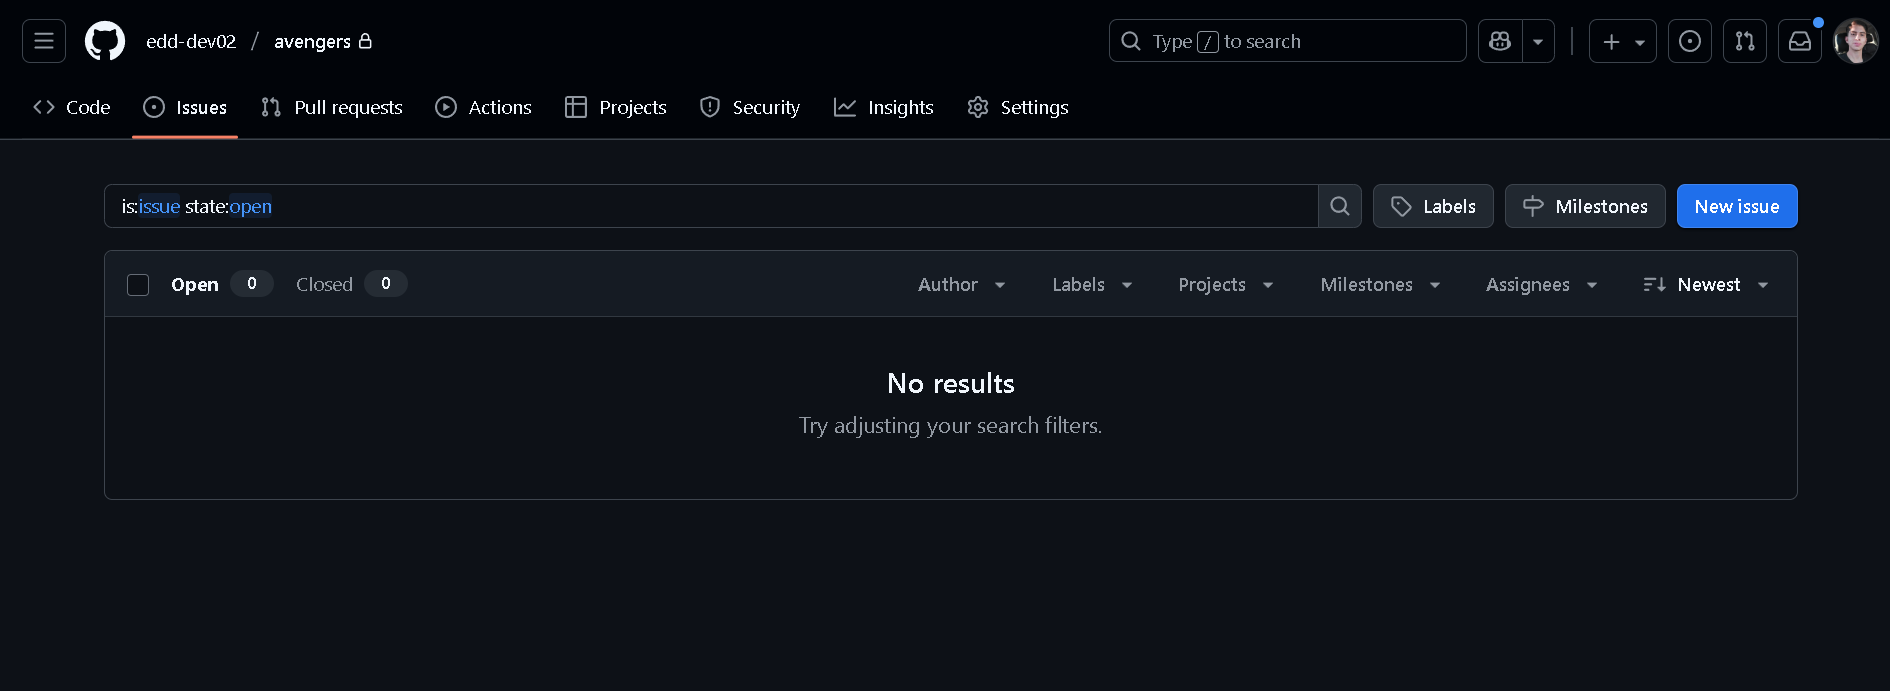 edd-dev02 / avengers
Type / to search
Code Issues Pull requests Actions Projects Security Insights Settings
is:issue state:open
Labels Milestones New issue
Open 0 Closed 0 Author Labels Projects Milestones Assignees Newest
No results
Try adjusting your search filters.